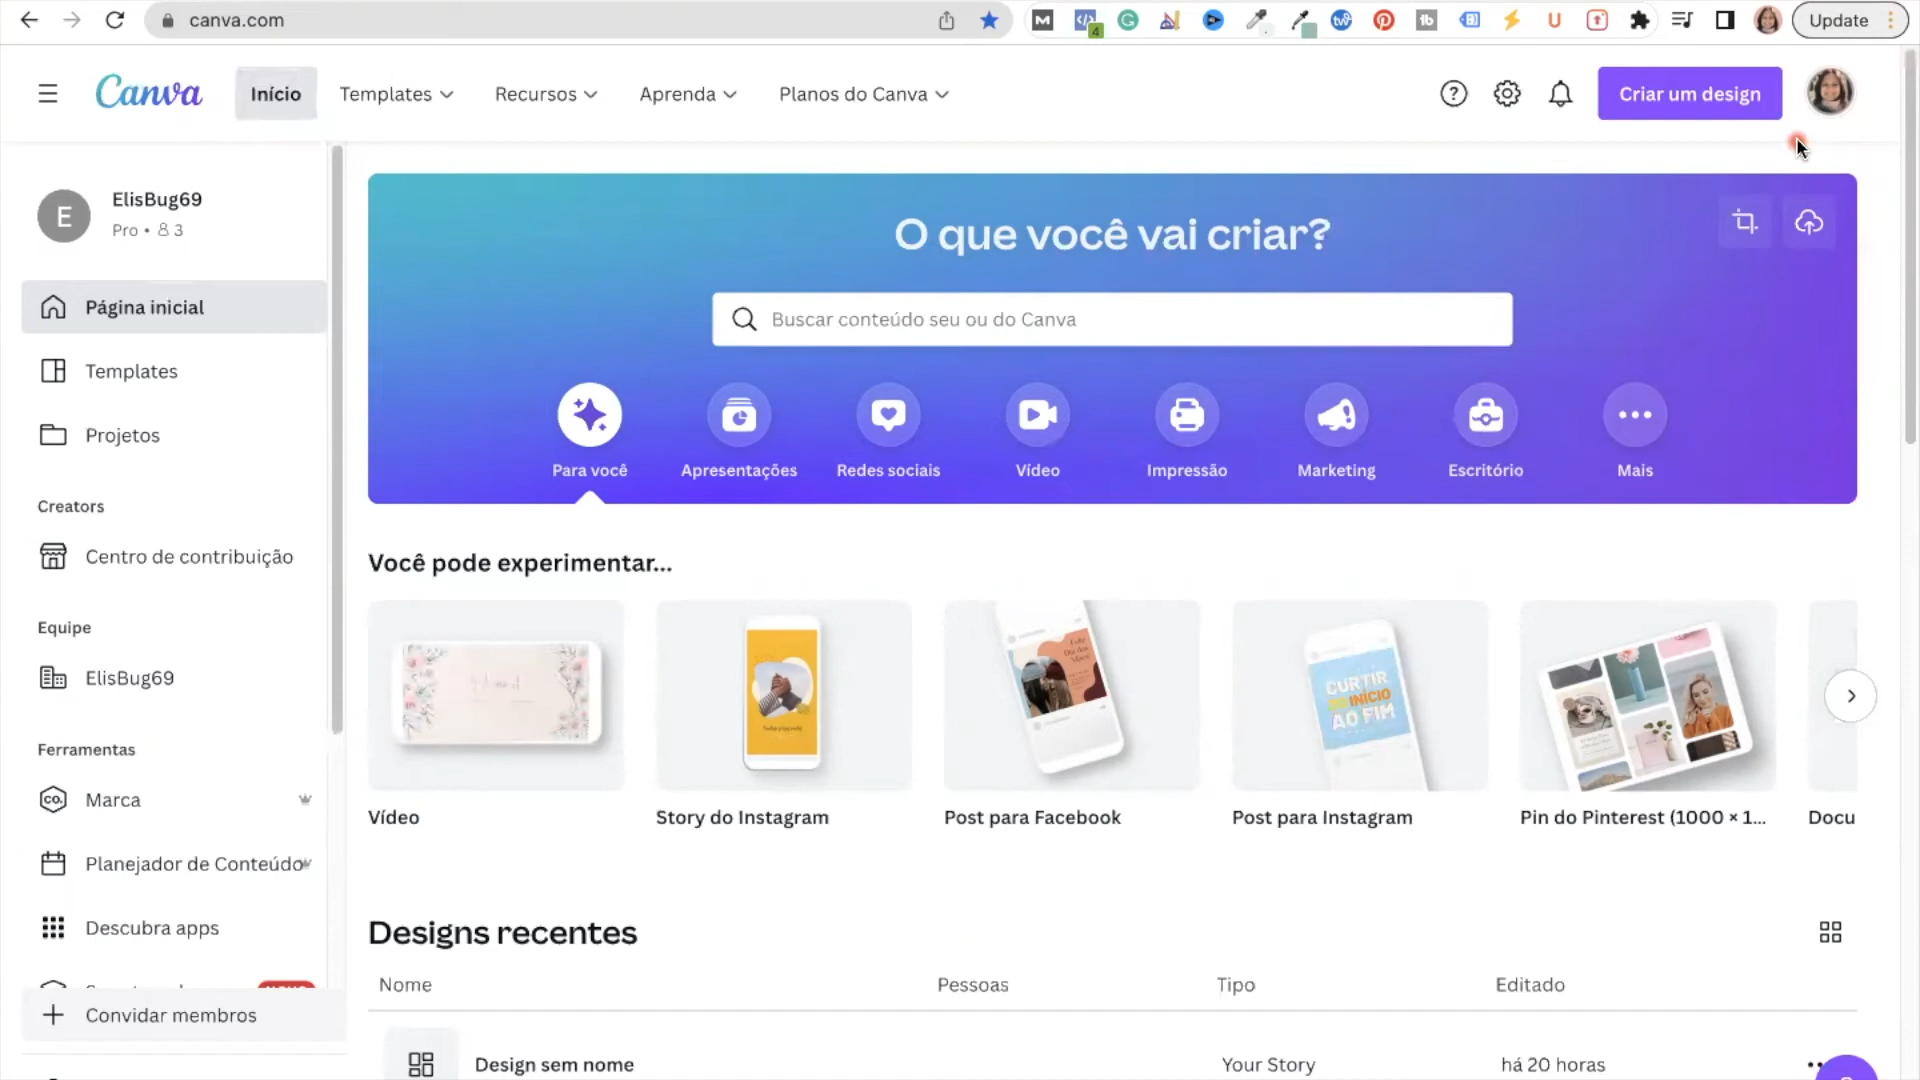 canva.com
Update
Canva
Início
Templates
Recursos
Aprenda
Planos do Canva
Criar um design
E
ElisBug69
Pro • 3
Página inicial
Templates
Projetos
Creators
Centro de contribuição
Equipe
ElisBug69
Ferramentas
Marca
Planejador de Conteúdo
Descubra apps
Convidar membros
O que você vai criar?
Buscar conteúdo seu ou do Canva
Para você
Apresentações
Redes sociais
Vídeo
Impressão
Marketing
Escritório
Mais
Você pode experimentar...
CURTIR
DO INÍCIO
AO FIM
Vídeo
Story do Instagram
Post para Facebook
Post para Instagram
Pin do Pinterest (1000 × 1...
Docu
Designs recentes
Nome
Pessoas
Tipo
Editado
Design sem nome
Your Story
há 20 horas